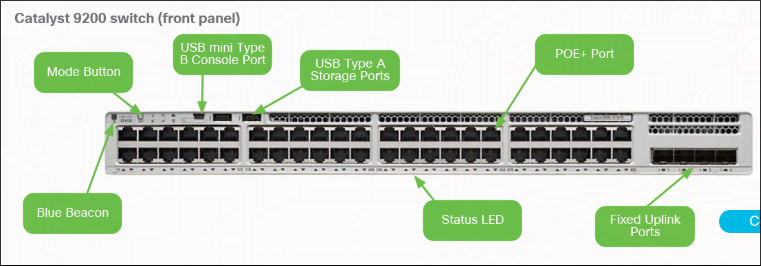 Catalyst 9200 switch (front panel)
USB mini Type
B Console Port
USB Type A
Storage Ports
POE+ Port
Mode Button
Blue Beacon
Status LED
Fixed Uplink
Ports
C